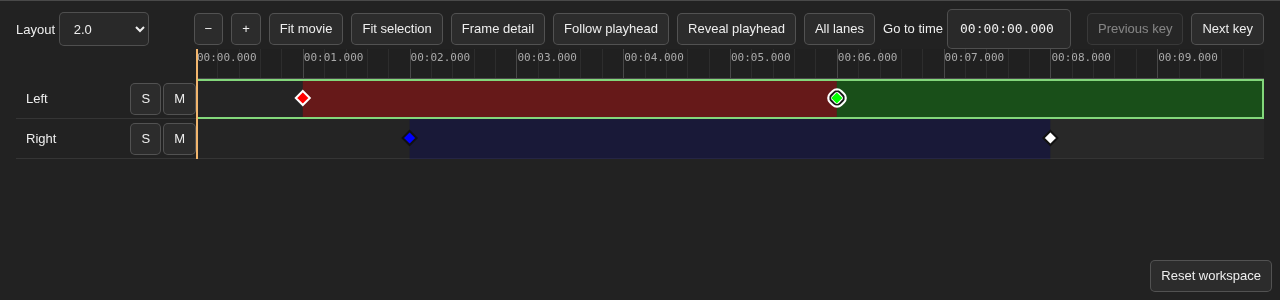 Layout 2.0 − + Fit movie Fit selection Frame detail Follow playhead Reveal playhead All lanes Go to time 00:00:00.000 Previous key Next key
00:00.000 00:01.000 00:02.000 00:03.000 00:04.000 00:05.000 00:06.000 00:07.000 00:08.000 00:09.000
Left S M
Right S M
Reset workspace